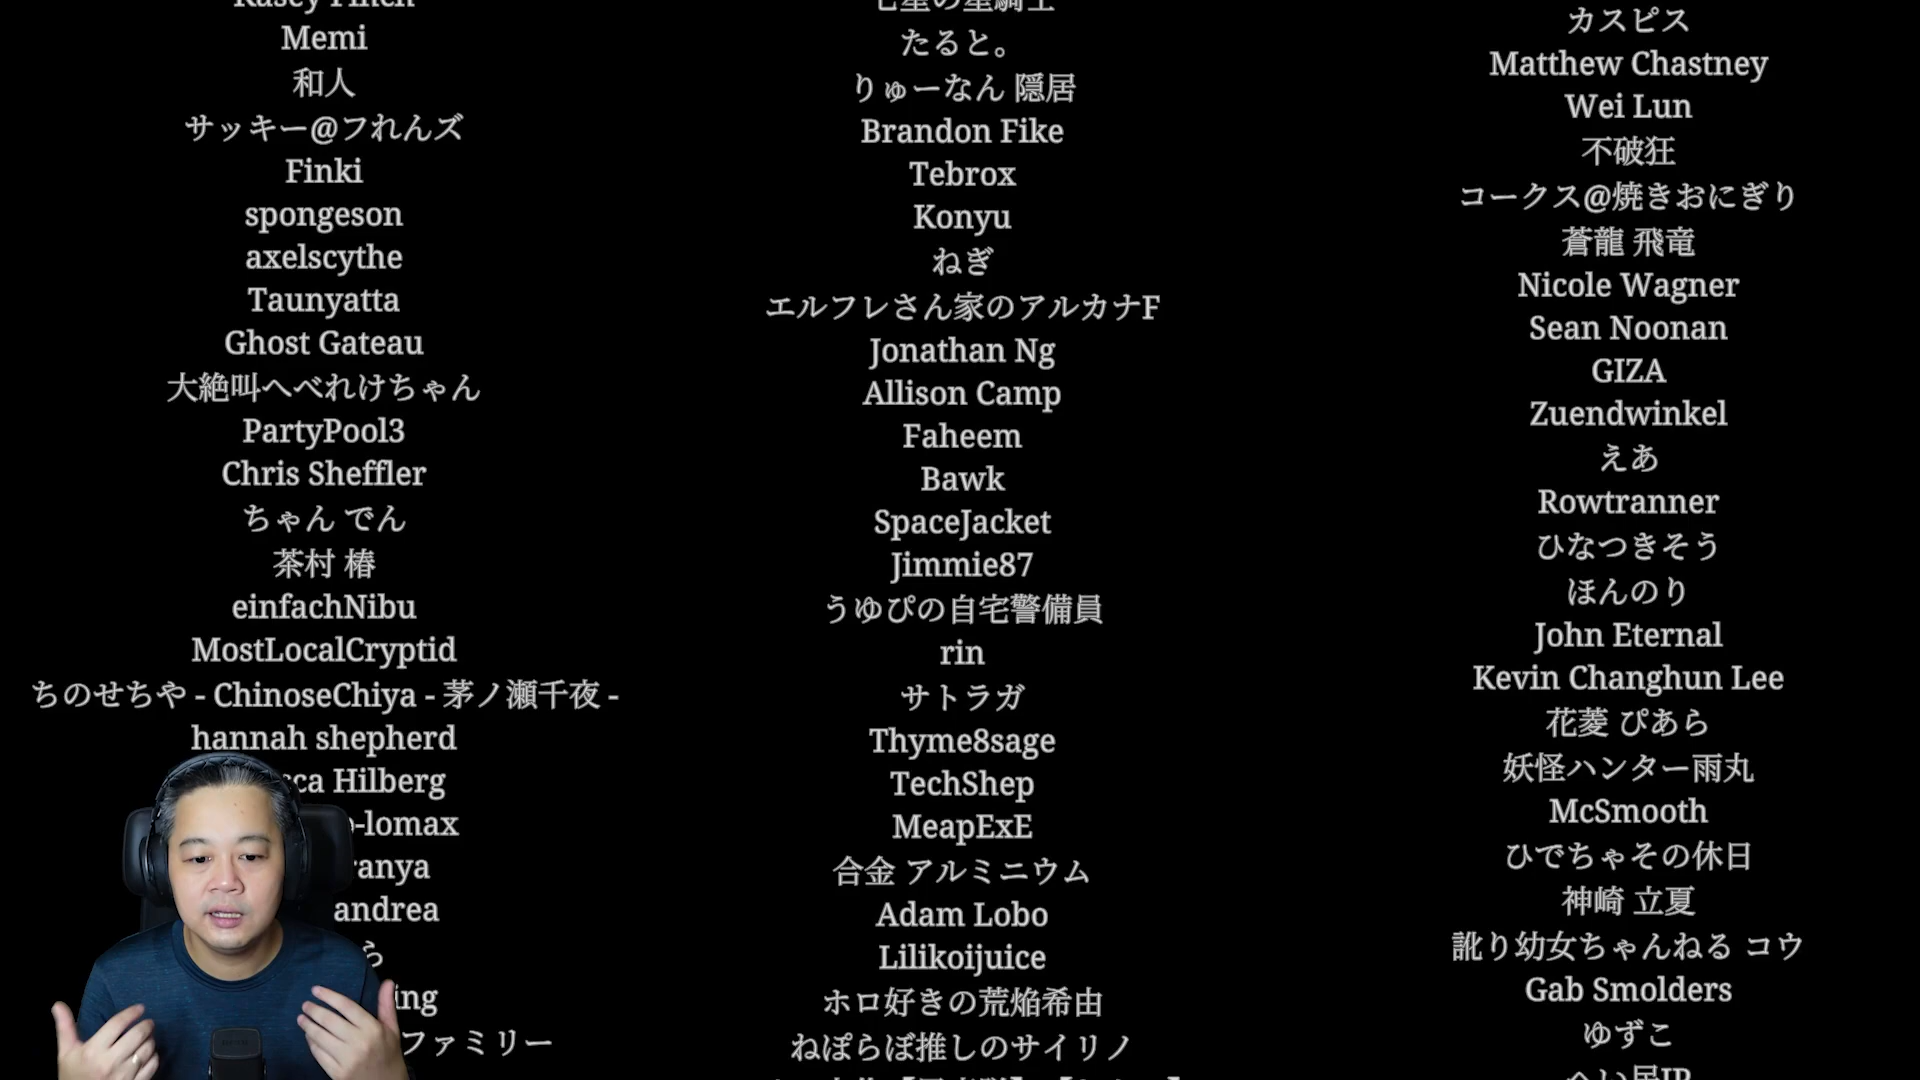 Kasey Finch
Memi
和人
サッキー@フれんズ
Finki
spongeson
axelscythe
Taunyatta
Ghost Gateau
大絶叫へべれけちゃん
PartyPool3
Chris Sheffler
ちゃん でん
茶村 椿
einfachNibu
MostLocalCryptid
ちのせちや - ChinoseChiya - 茅ノ瀬千夜 -
hannah shepherd
Hilberg
andrea
ファミリー
七星の星騎士
たると。
りゅーなん 隠居
Brandon Fike
Tebrox
Konyu
ねぎ
エルフレさん家のアルカナF
Jonathan Ng
Allison Camp
Faheem
Bawk
SpaceJacket
Jimmie87
うゆぴの自宅警備員
rin
サトラガ
Thyme8sage
TechShep
MeapExE
合金 アルミニウム
Adam Lobo
Lilikoijuice
ホロ好きの荒焔希由
ねぽらぼ推しのサイリノ
カスピス
Matthew Chastney
Wei Lun
不破狂
コークス@焼きおにぎり
蒼龍 飛竜
Nicole Wagner
Sean Noonan
GIZA
Zuendwinkel
えあ
Rowtranner
ひなつきそう
ほんのり
John Eternal
Kevin Changhun Lee
花菱 ぴあら
妖怪ハンター雨丸
McSmooth
ひでちゃその休日
神崎 立夏
訛り幼女ちゃんねる コウ
Gab Smolders
ゆずこ